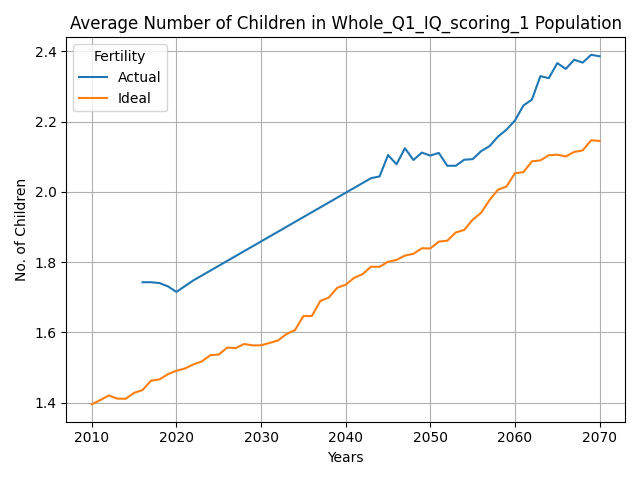 Average Number of Children in Whole_Q1_IQ_scoring_1 Population
Fertility
Actual
Ideal
No. of Children
2.4
2.2
2.0
1.8
1.6
1.4
2010 2020 2030 2040 2050 2060 2070
Years